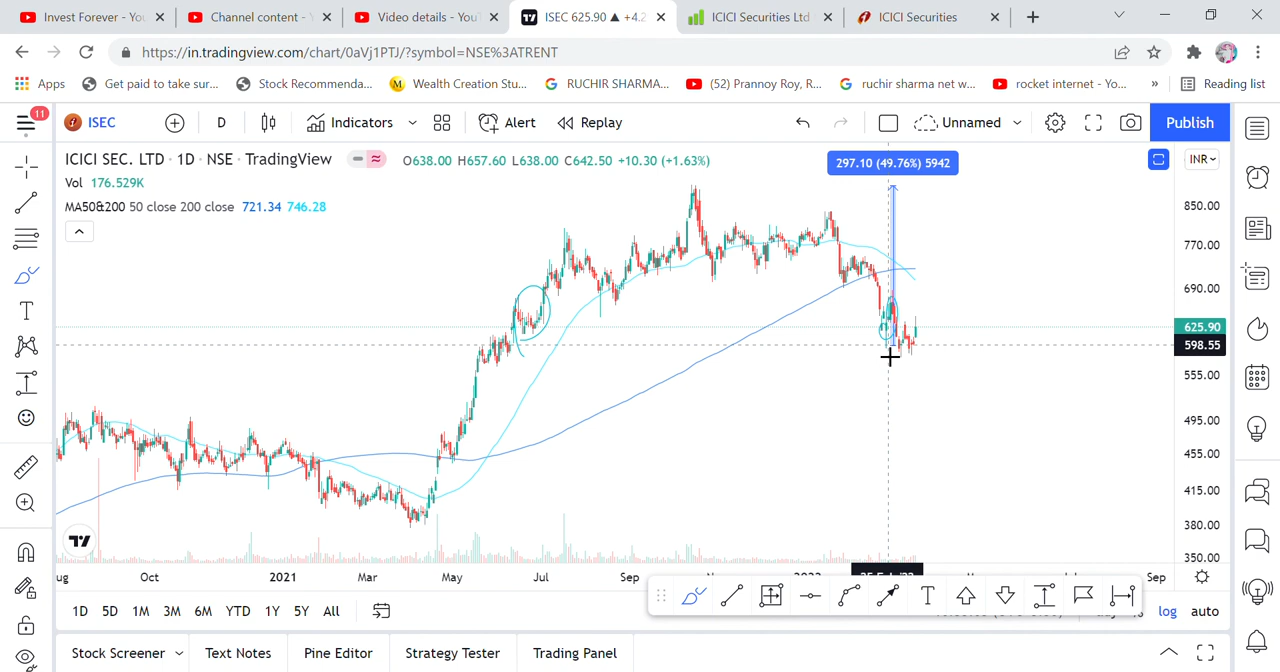 Invest Forever - You
Channel content -
Video details - You
ISEC 625.90 ▲ +4.2
ICICI Securities Ltd
ICICI Securities
https://in.tradingview.com/chart/0aVj1PTJ/?symbol=NSE%3ATRENT
Apps
Get paid to take sur...
Stock Recommenda...
M
Wealth Creation Stu...
RUCHIR SHARMA...
(52) Prannoy Roy, R...
ruchir sharma net w...
rocket internet - Yo...
»
Reading list
11
ISEC
D
Indicators
Alert
Replay
Unnamed
Publish
ICICI SEC. LTD · 1D · NSE · TradingView
O638.00 H657.60 L638.00 C642.50 +10.30 (+1.63%)
297.10 (49.76%) 5942
INR
Vol 176.529K
MA50&200 50 close 200 close 721.34 746.28
850.00
770.00
690.00
625.90
598.55
555.00
495.00
455.00
415.00
380.00
350.00
ug
Oct
2021
Mar
May
Jul
Sep
Sep
1D 5D 1M 3M 6M YTD 1Y 5Y All
% log auto
Stock Screener
Text Notes
Pine Editor
Strategy Tester
Trading Panel